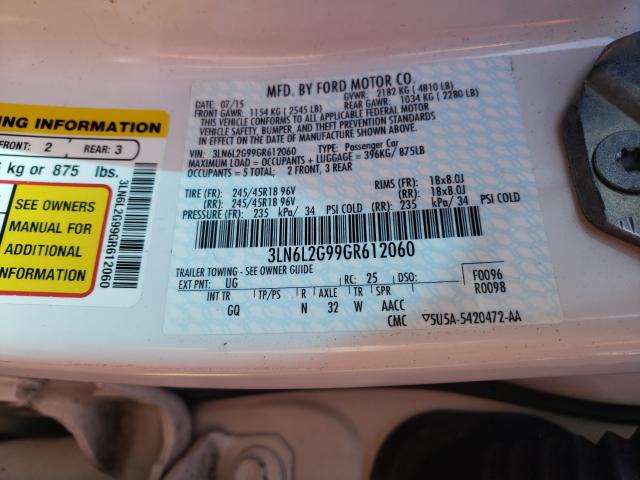 ING INFORMATION
FRONT: 2 REAR: 3
kg or 875 lbs.
SEE OWNERS
MANUAL FOR
ADDITIONAL
INFORMATION
3LN6L2G99GR612060
MFD. BY FORD MOTOR CO.
DATE: 07/15 GVWR: 2182 KG ( 4810 LB)
FRONT GAWR: 1154 KG ( 2545 LB) REAR GAWR: 1034 KG ( 2280 LB)
THIS VEHICLE CONFORMS TO ALL APPLICABLE FEDERAL MOTOR
VEHICLE SAFETY, BUMPER, AND THEFT PREVENTION STANDARDS
IN EFFECT ON THE DATE OF MANUFACTURE SHOWN ABOVE.
VIN: 3LN6L2G99GR612060 TYPE: Passenger Car
MAXIMUM LOAD = OCCUPANTS + LUGGAGE = 396KG/875LB
OCCUPANTS = 5 TOTAL: 2 FRONT, 3 REAR
TIRE (FR): 245/45R18 96V RIMS (FR): 18x8.0J
(RR): 245/45R18 96V (RR): 18x8.0J
PRESSURE (FR): 235 kPa/ 34 PSI COLD (RR): 235 kPa/ 34 PSI COLD
3LN6L2G99GR612060
TRAILER TOWING - SEE OWNER GUIDE
EXT PNT: UG RC: 25 DSO: F0096
R0098
INT TR TP/PS R AXLE TR SPR
GQ N 32 W AACC
CMC ▽5U5A-5420472-AA